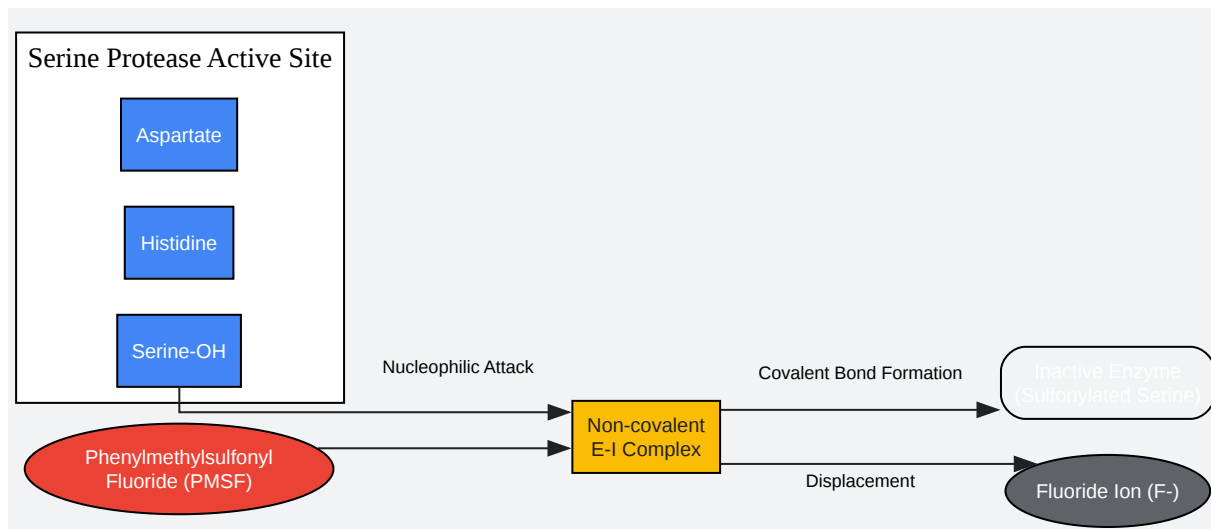 Serine Protease Active Site
Aspartate
Histidine
Serine-OH
Nucleophilic Attack
Covalent Bond Formation
Inactive Enzyme
(Sulfonylated Serine)
Non-covalent
E-I Complex
Phenylmethylsulfonyl
Fluoride (PMSF)
Displacement
Fluoride Ion (F-)